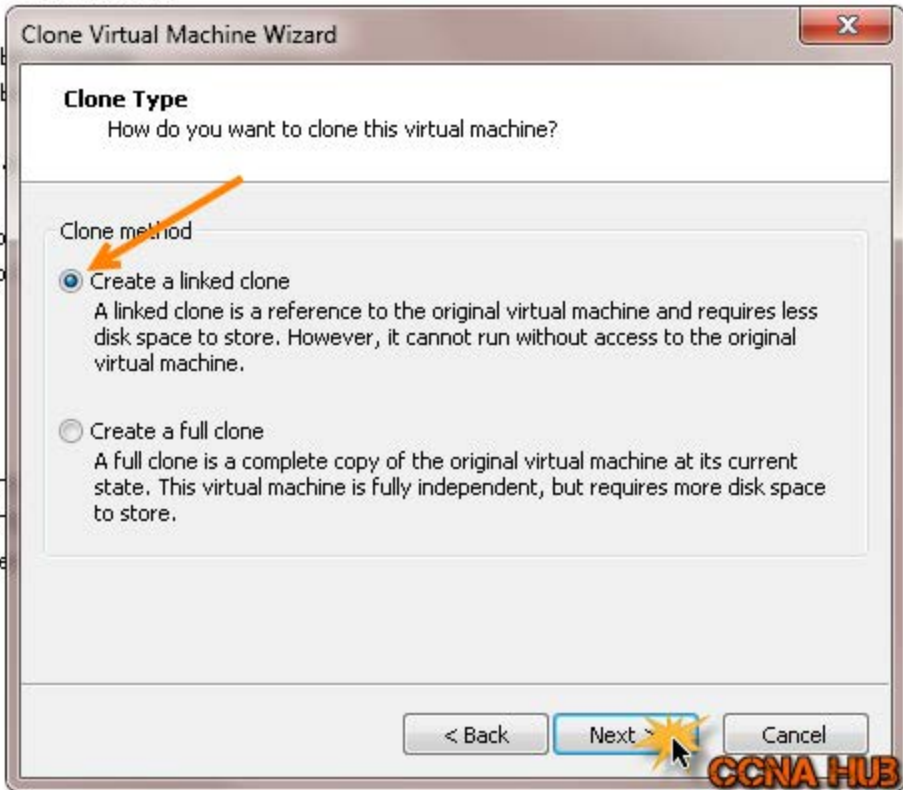 Clone Virtual Machine Wizard
Clone Type
How do you want to clone this virtual machine?
Clone method
Create a linked clone
A linked clone is a reference to the original virtual machine and requires less
disk space to store. However, it cannot run without access to the original
virtual machine.
Create a full clone
A full clone is a complete copy of the original virtual machine at its current
state. This virtual machine is fully independent, but requires more disk space
to store.
< Back
Next >
Cancel
CCNA HUB